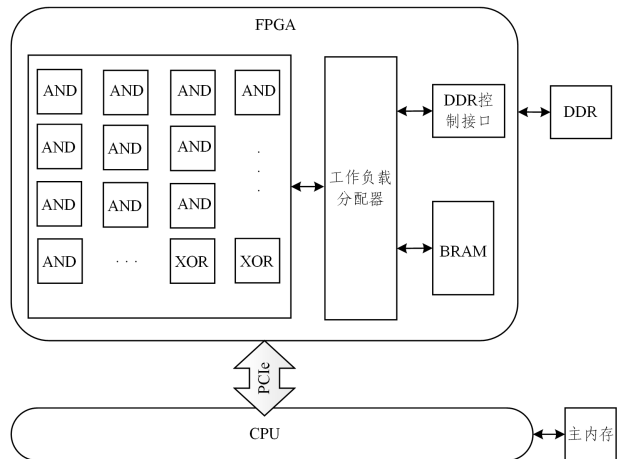 FPGA
AND AND AND AND
AND AND AND
AND AND AND
AND ··· XOR XOR
工作负载
分配器
DDR控
制接口
DDR
BRAM
PCIe
CPU
主内存